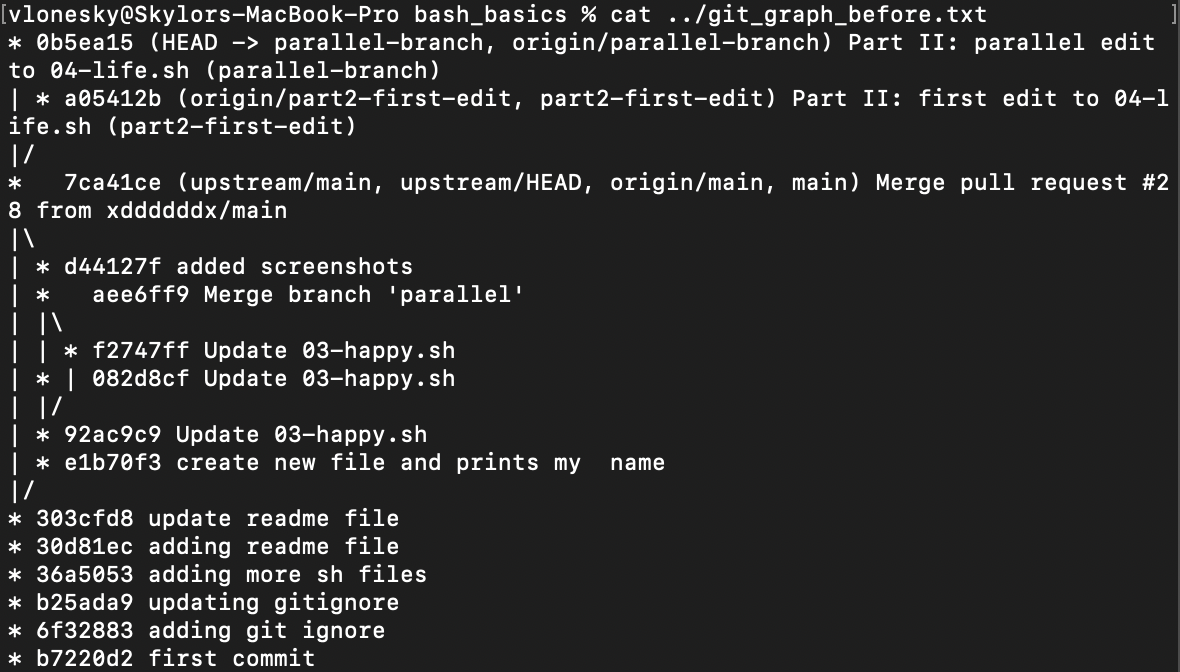 [vlonesky@Skylors-MacBook-Pro bash_basics % cat ../git_graph_before.txt ]
* 0b5ea15 (HEAD -> parallel-branch, origin/parallel-branch) Part II: parallel edit
to 04-life.sh (parallel-branch)
| * a05412b (origin/part2-first-edit, part2-first-edit) Part II: first edit to 04-l
ife.sh (part2-first-edit)
|/
*   7ca41ce (upstream/main, upstream/HEAD, origin/main, main) Merge pull request #2
8 from xdddddddx/main
|\
| * d44127f added screenshots
| *   aee6ff9 Merge branch 'parallel'
| |\
| | * f2747ff Update 03-happy.sh
| * | 082d8cf Update 03-happy.sh
| |/
| * 92ac9c9 Update 03-happy.sh
| * e1b70f3 create new file and prints my  name
|/
* 303cfd8 update readme file
* 30d81ec adding readme file
* 36a5053 adding more sh files
* b25ada9 updating gitignore
* 6f32883 adding git ignore
* b7220d2 first commit